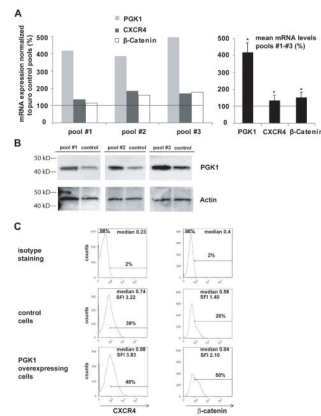 A
PGK1
CXCR4
β-Catenin
mRNA expression normalized
to pure control pools (%)
500
400
300
200
100
pool #1 pool #2 pool #3
mean mRNA levels
pools #1-#3 (%)
500
400
300
200
100
0
* * *
PGK1 CXCR4 β-Catenin
B
pool #1 control pool #2 control pool #3 control
50 kD
40 kD
PGK1
50 kD
40 kD
Actin
C
isotype
staining
counts
98%
median 0.23
2%
98%
median 0.4
2%
control
cells
counts
median 0.74
SFI 3.22
39%
median 0.56
SFI 1.40
26%
PGK1
overexpressing
cells
counts
median 0.88
SFI 3.83
48%
median 0.84
SFI 2.10
50%
CXCR4
β-catenin